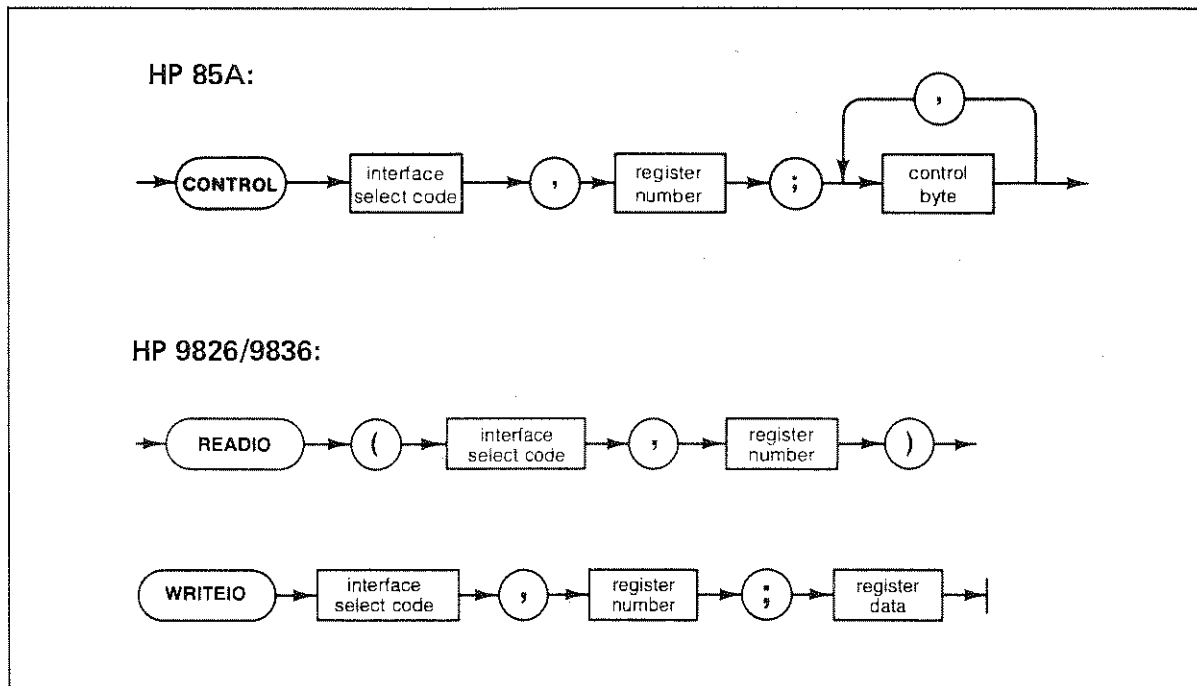 HP 85A:
,
CONTROL
interface
select code
,
register
number
;
control
byte
HP 9826/9836:
READIO
(
interface
select code
,
register
number
)
WRITEIO
interface
select code
,
register
number
;
register
data